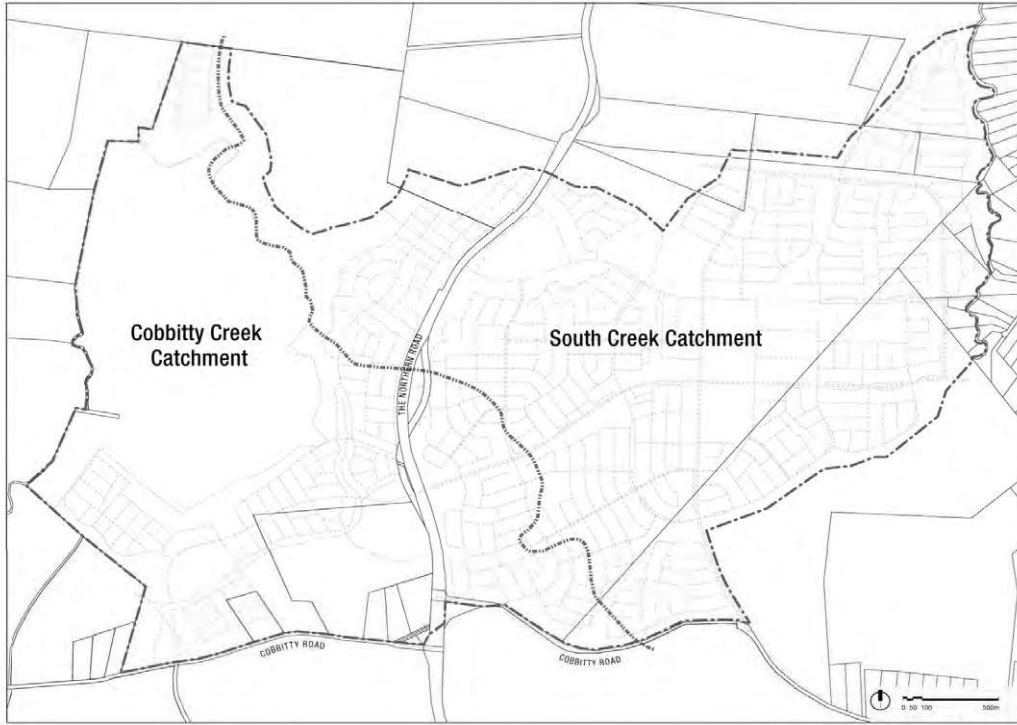 Cobbitty Creek
Catchment
South Creek Catchment
THE NORTHERN ROAD
COBBITTY ROAD
COBBITTY ROAD
0 50 100 500m